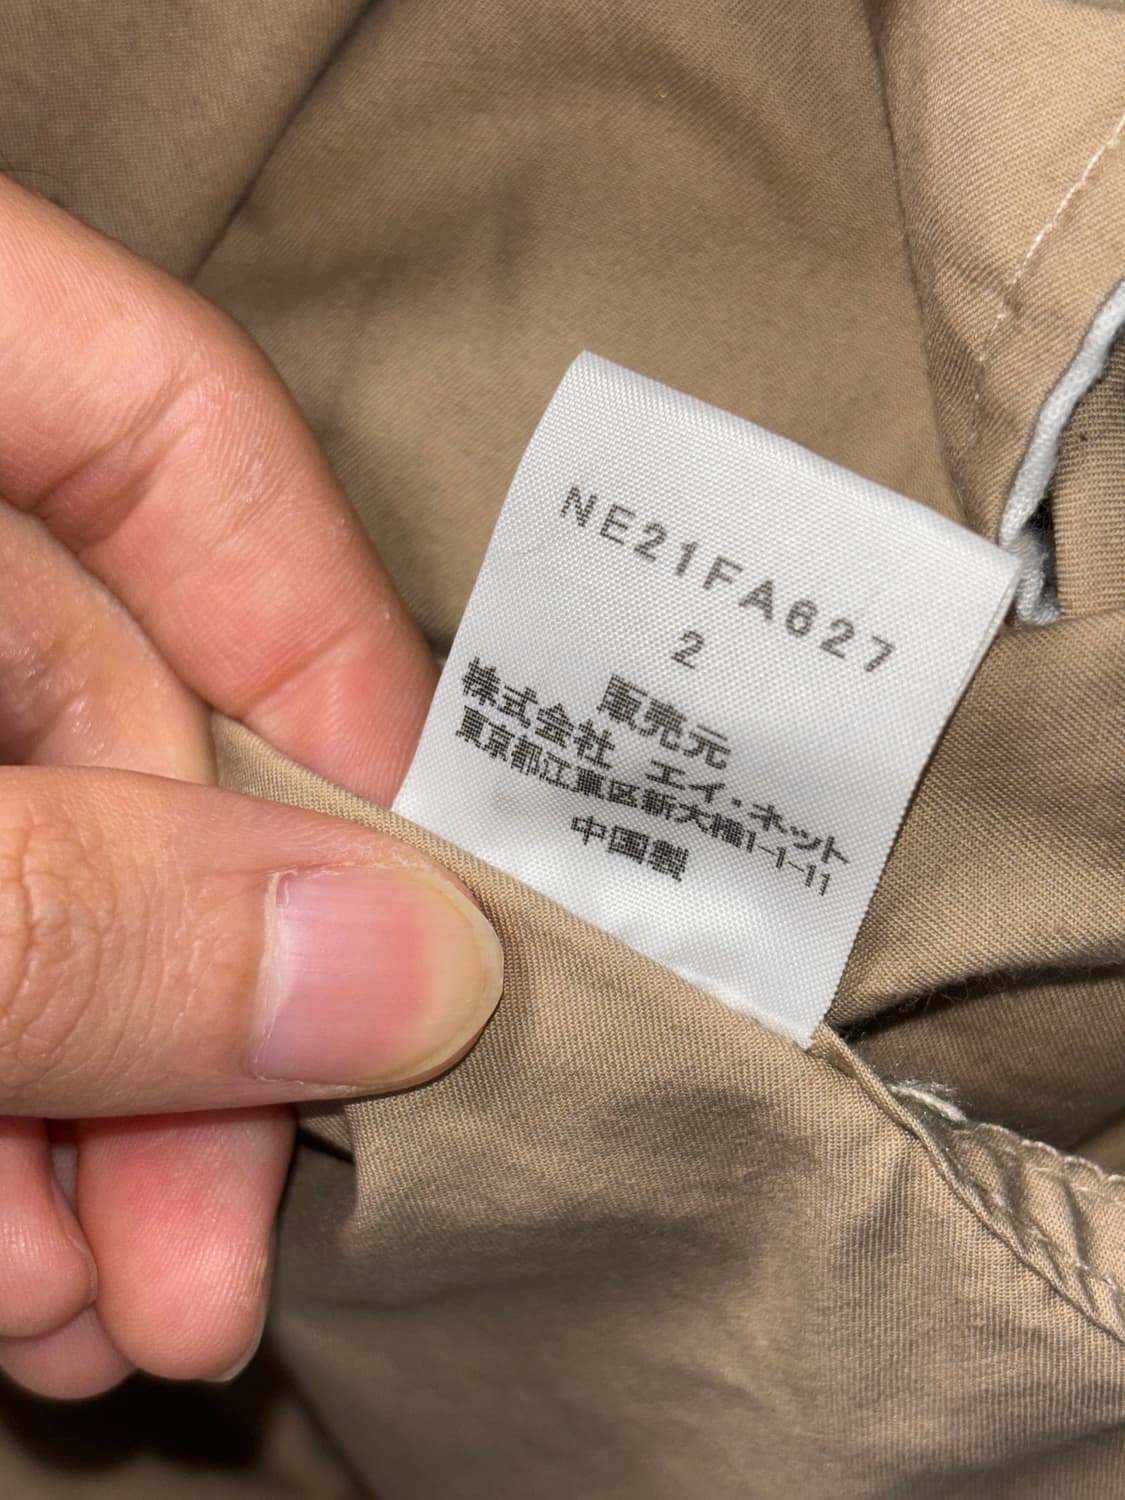 NE21FA627
2
販売元
株式会社 エイ・ネット
東京都江東区新大橋1-1-11
中国製